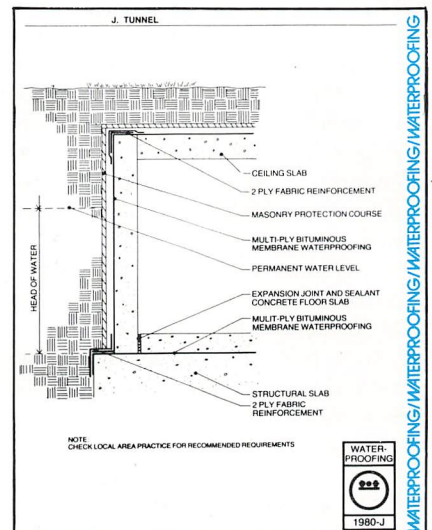 J. TUNNEL
WATERPROOFING/WATERPROOFING/WATERPROOFING/WATERPROOFING
CEILING SLAB
2 PLY FABRIC REINFORCEMENT
MASONRY PROTECTION COURSE
MULTI-PLY BITUMINOUS
MEMBRANE WATERPROOFING
PERMANENT WATER LEVEL
HEAD OF WATER
EXPANSION JOINT AND SEALANT
CONCRETE FLOOR SLAB
MULIT-PLY BITUMINOUS
MEMBRANE WATERPROOFING
STRUCTURAL SLAB
2 PLY FABRIC
REINFORCEMENT
NOTE
CHECK LOCAL AREA PRACTICE FOR RECOMMENDED REQUIREMENTS
WATER-
PROOFING
1980-J